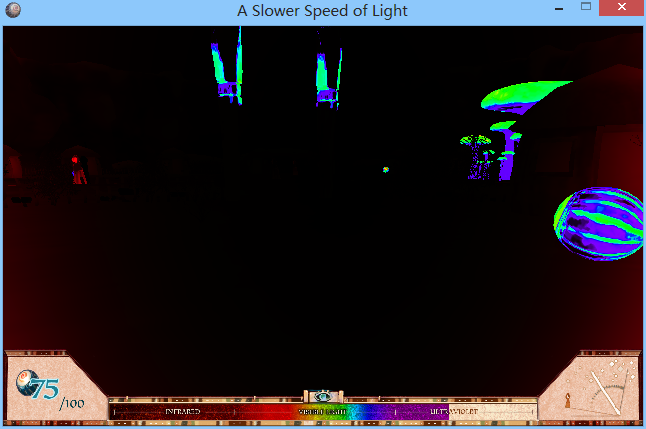 A Slower Speed of Light
75/100
INFRARED
VISIBLE LIGHT
ULTRAVIOLET